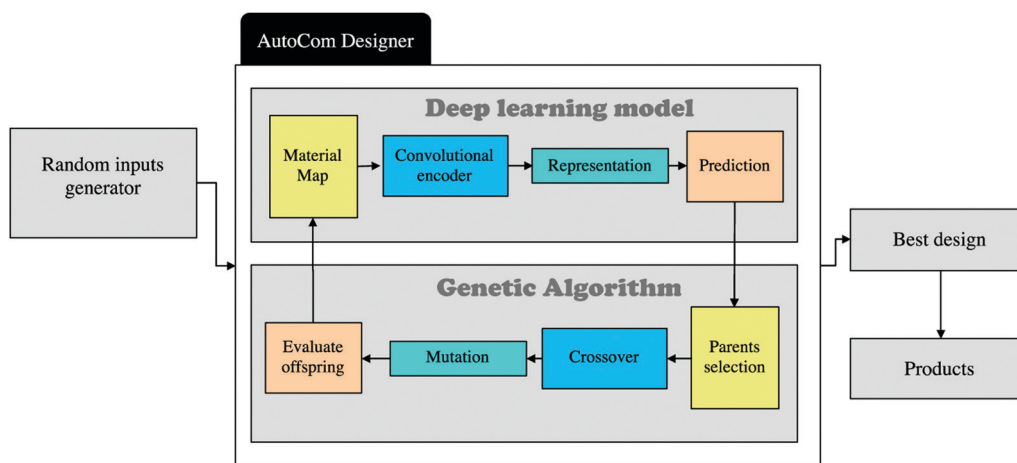 AutoCom Designer
Deep learning model
Random inputs
generator
Material
Map
Convolutional
encoder
Representation
Prediction
Best design
Genetic Algorithm
Evaluate
offspring
Mutation
Crossover
Parents
selection
Products